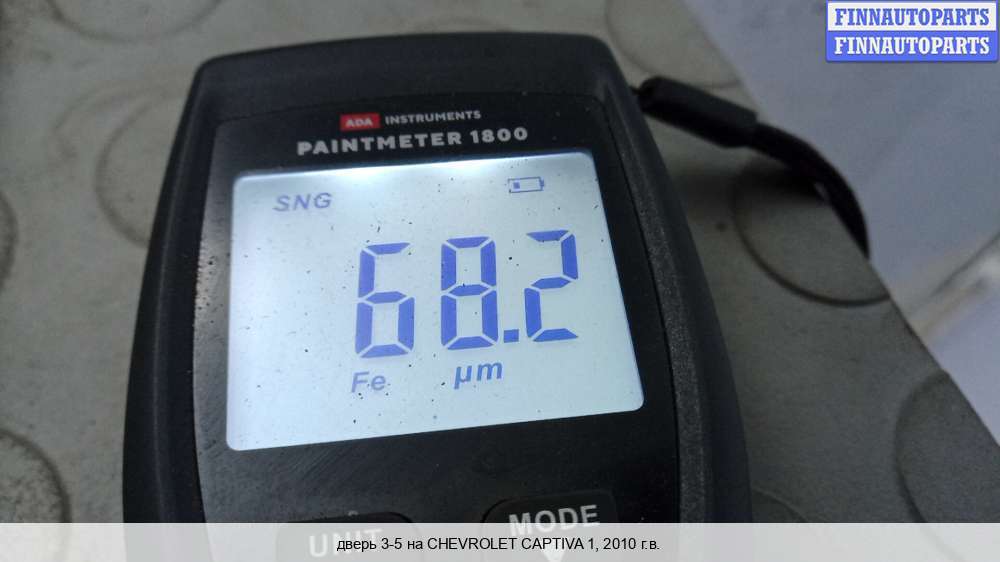 FINNAUTOPARTS
FINNAUTOPARTS
ADA INSTRUMENTS
PAINTMETER 1800
SNG
68.2
Fe µm
UNIT MODE
дверь 3-5 на CHEVROLET CAPTIVA 1, 2010 г.в.